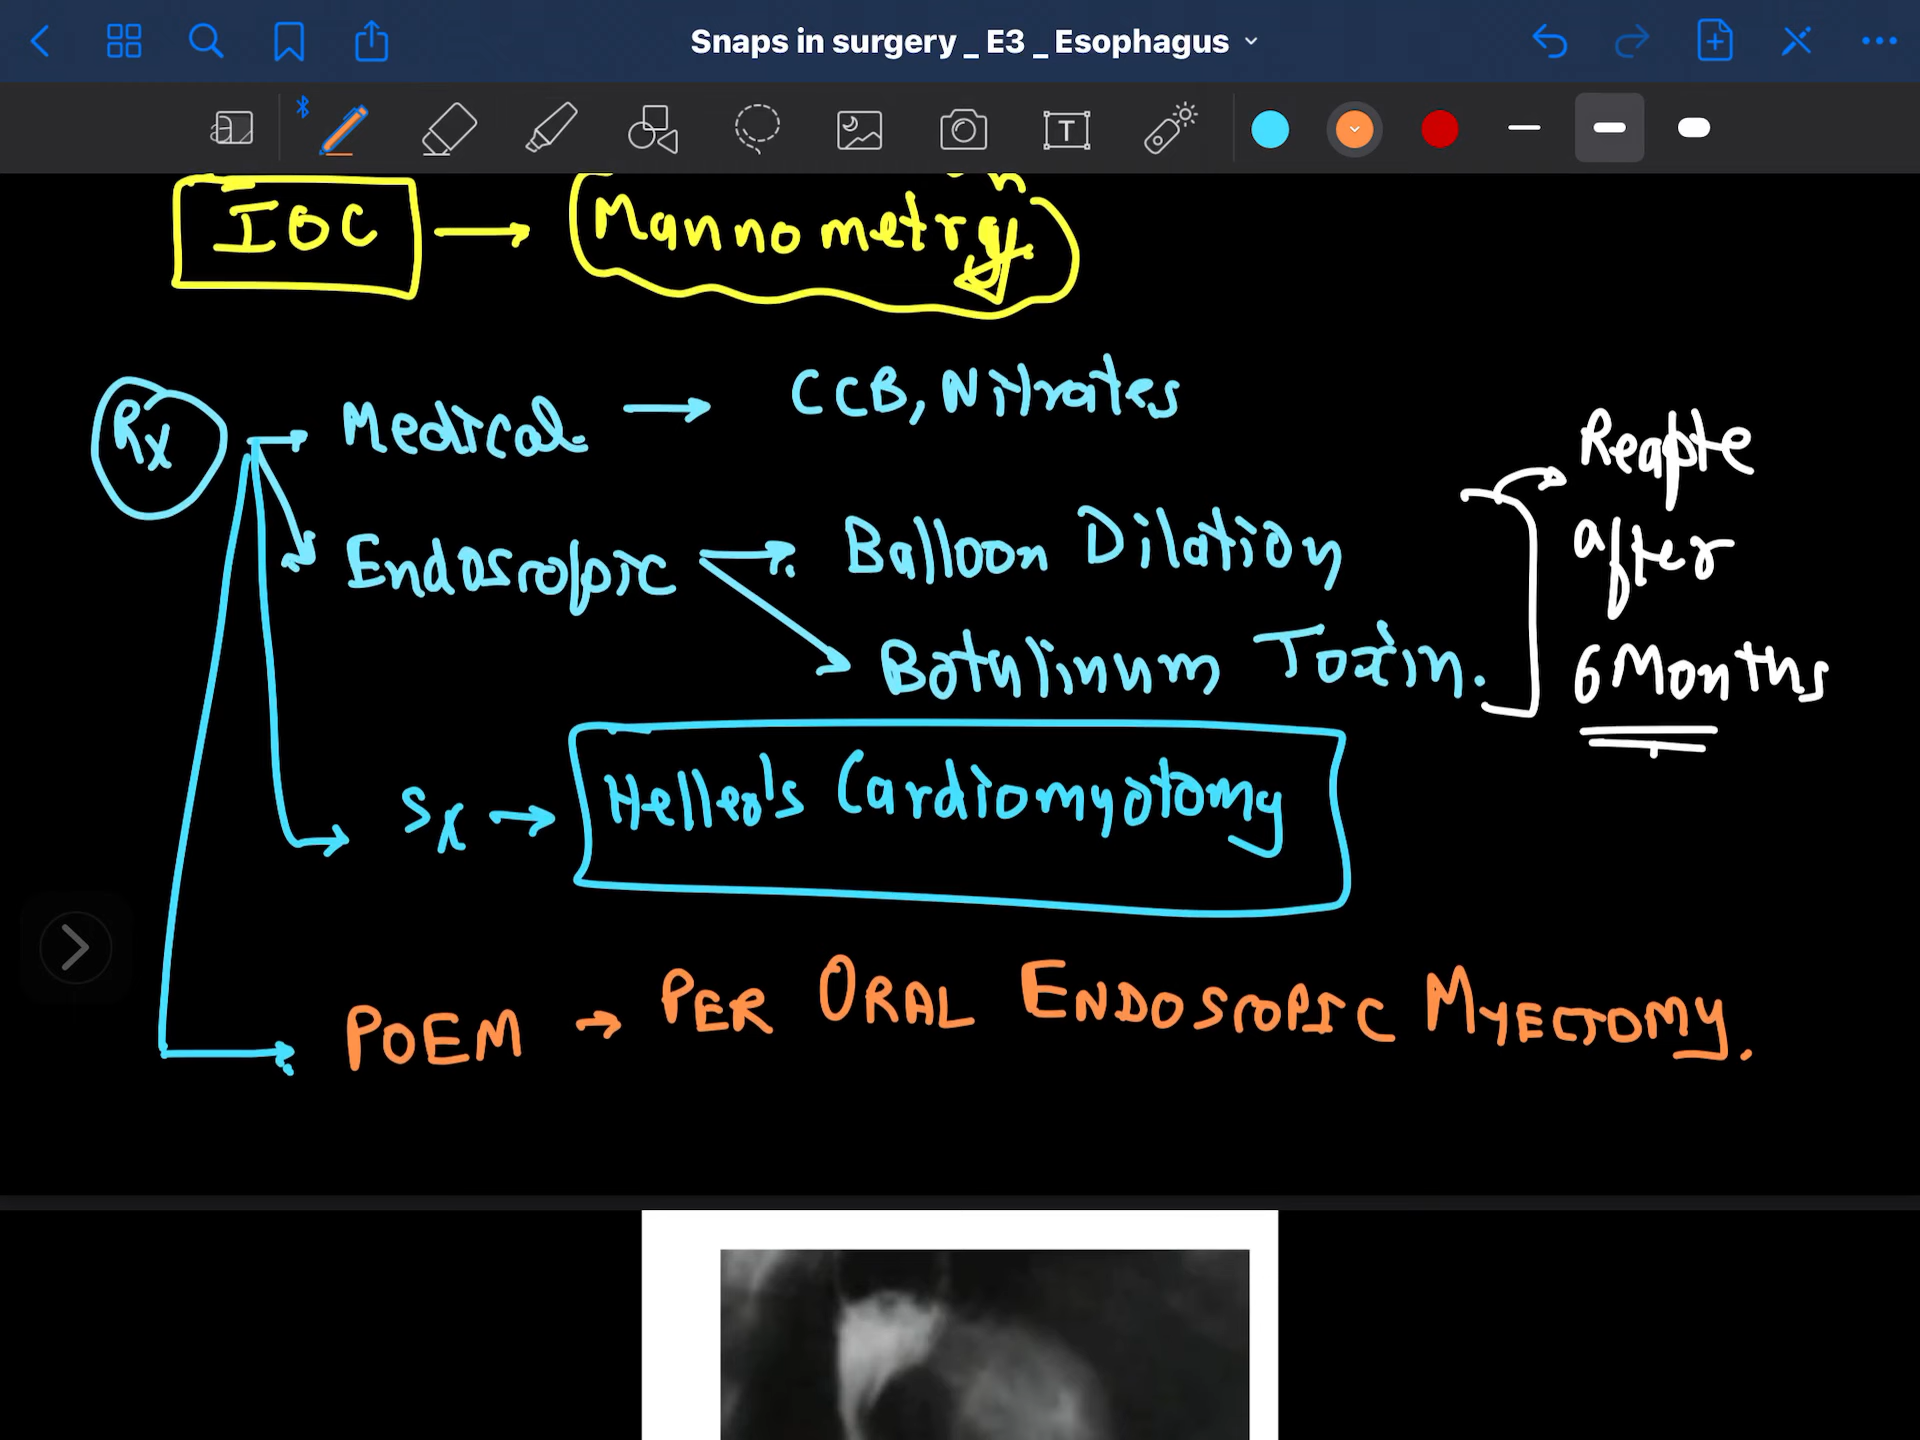 Snaps in surgery _ E3 _ Esophagus
IOC → Mannometry
Rx
Medical → CCB, Nitrates
Endoscopic → Balloon Dilation
Botulinum Toxin.
Reapte
after
6 Months
Sx → Heller's Cardiomyotomy
POEM → PER ORAL ENDOSCOPIC MYECTOMY.